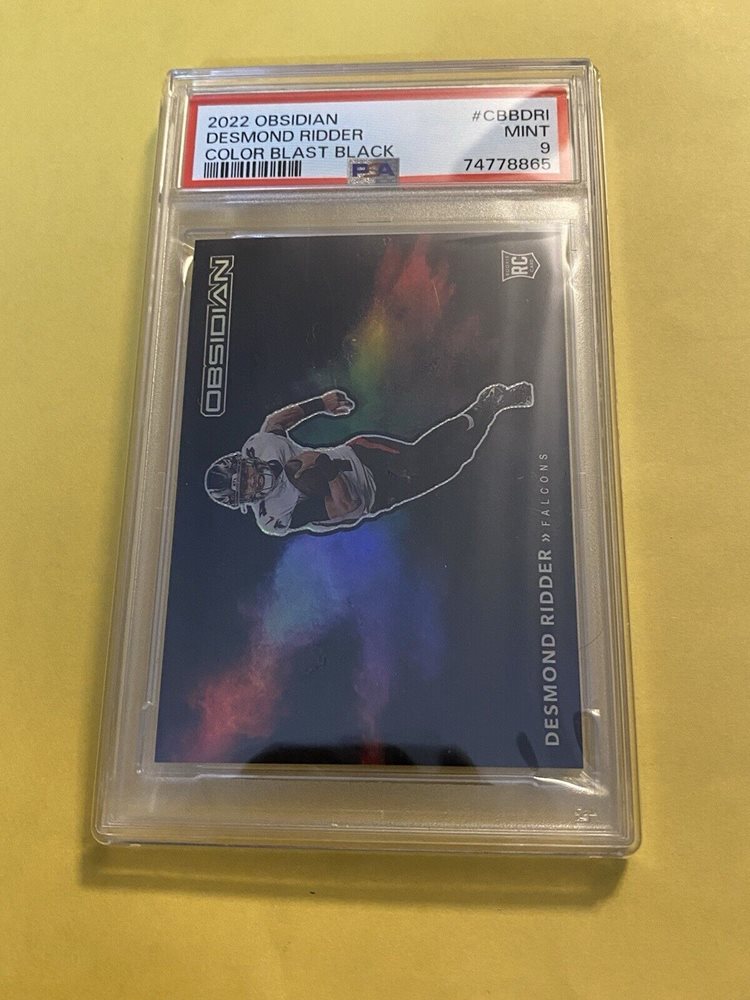 2022 OBSIDIAN #CBBDRI
DESMOND RIDDER MINT
COLOR BLAST BLACK 9
PSA 74778865
OBSIDIAN
RC
DESMOND RIDDER » FALCONS